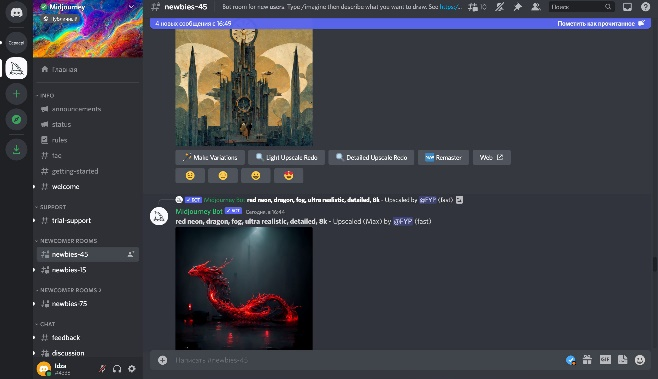 Midjourney
Публичный
Главная
INFO
announcements
status
rules
faq
getting-started
welcome
SUPPORT
trial-support
NEWCOMER ROOMS
newbies-45
newbies-15
NEWCOMER ROOMS 2
newbies-75
CHAT
feedback
discussion
Idza
newbies-45
Bot room for new users. Type /imagine then describe what you want to draw. See https:/...
Поиск
4 новых сообщения с 16:49
Пометить как прочитанное
Make Variations
Light Upscale Redo
Detailed Upscale Redo
Remaster
Web
BOT Midjourney Bot red neon, dragon, fog, ultra realistic, detailed, 8k - Upscaled by @FYP (fast)
Midjourney Bot BOT Сегодня, в 16:44
red neon, dragon, fog, ultra realistic, detailed, 8k - Upscaled (Max) by @FYP (fast)
Написать #newbies-45
GIF